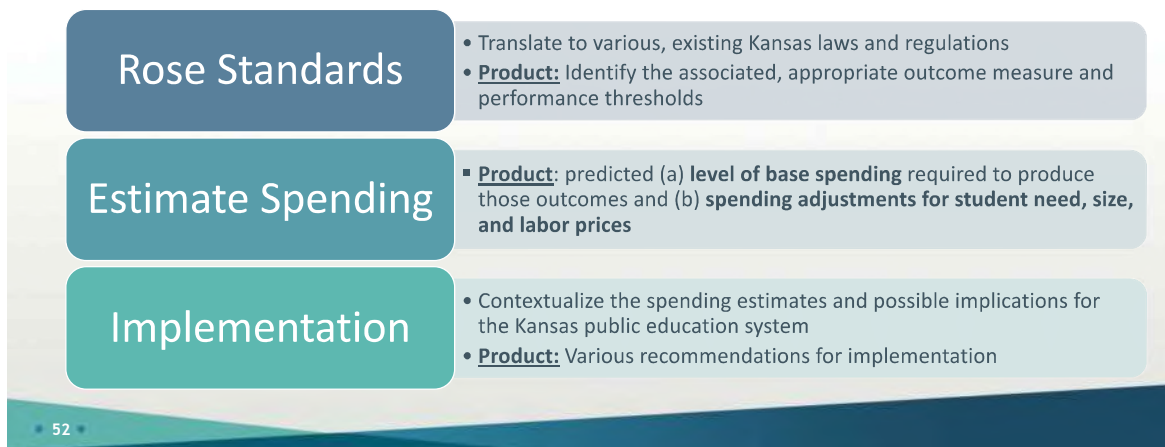 Rose Standards
• Translate to various, existing Kansas laws and regulations
• Product: Identify the associated, appropriate outcome measure and
performance thresholds
Estimate Spending
▪ Product: predicted (a) level of base spending required to produce
those outcomes and (b) spending adjustments for student need, size,
and labor prices
Implementation
• Contextualize the spending estimates and possible implications for
the Kansas public education system
• Product: Various recommendations for implementation
• 52 •